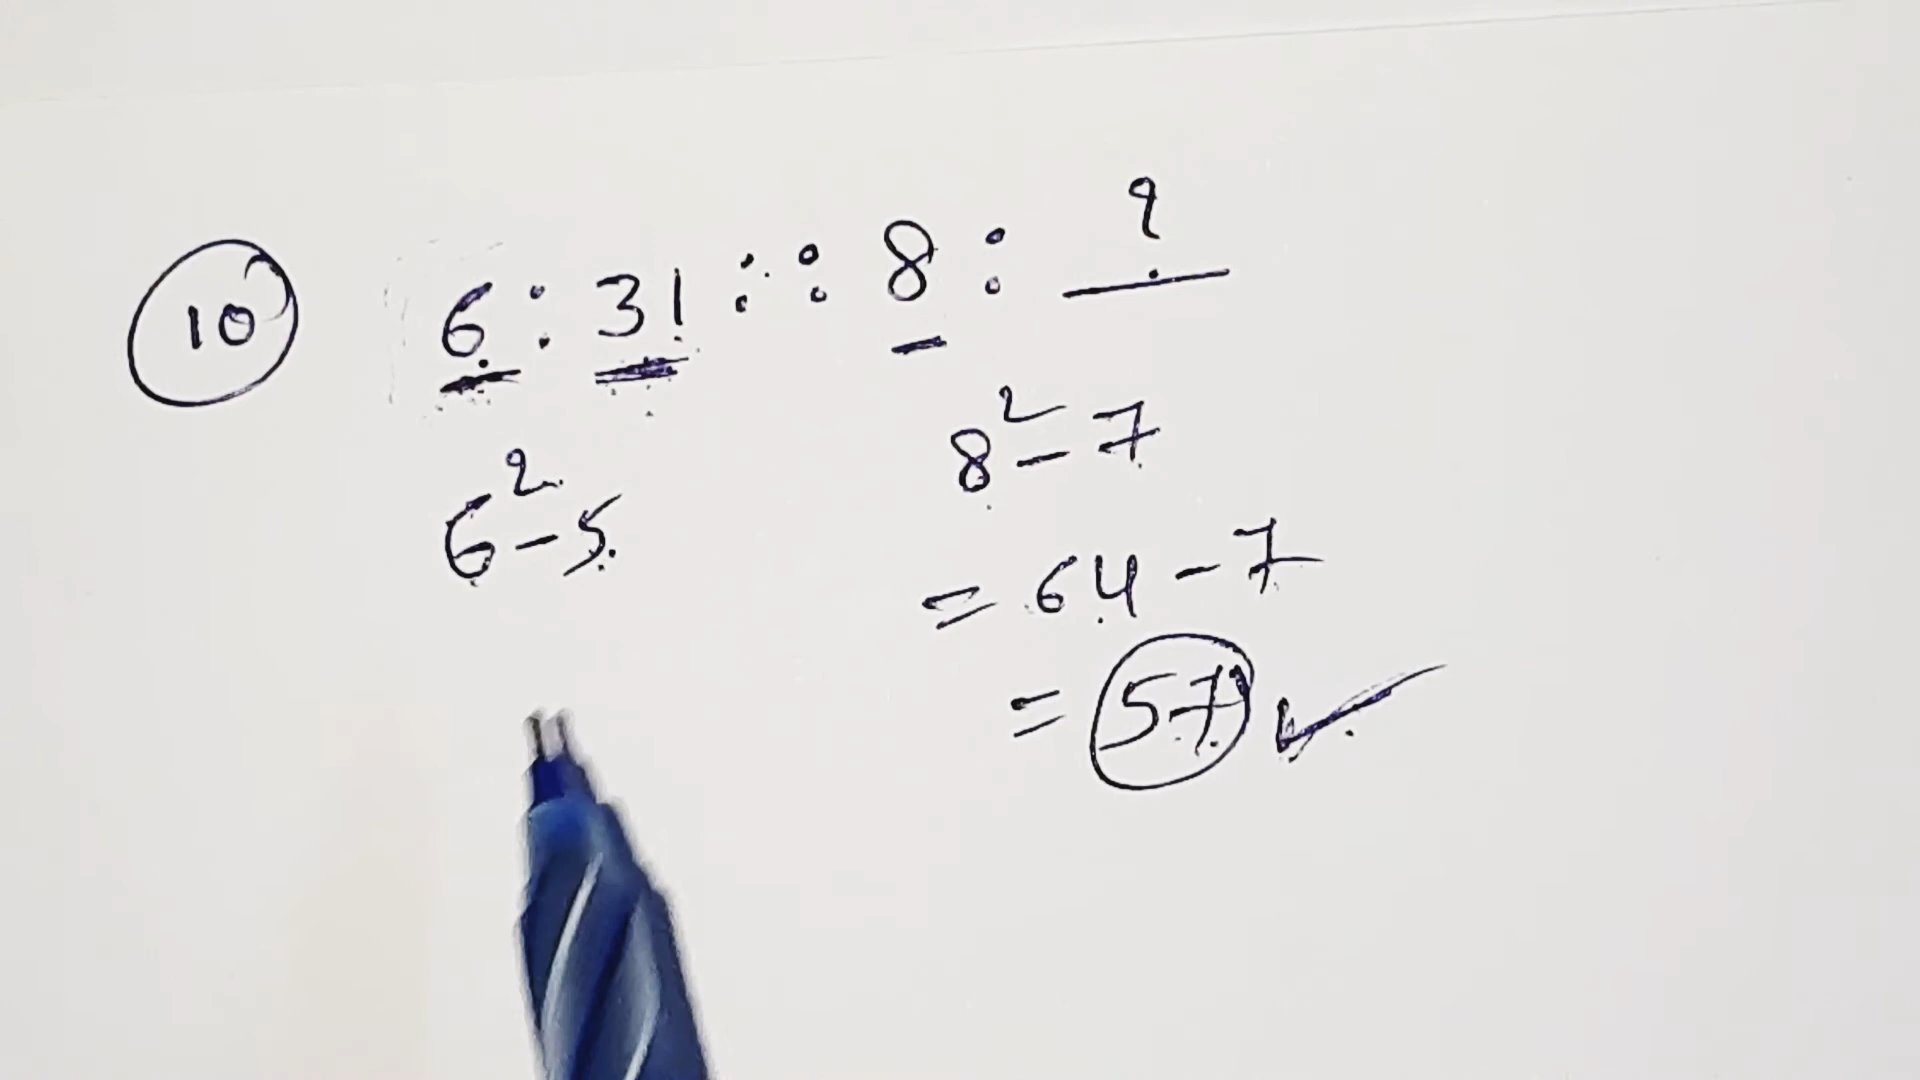 10 6 : 31 : : 8 : ?
6² - 5
8² - 7
= 64 - 7
= 57 ✓